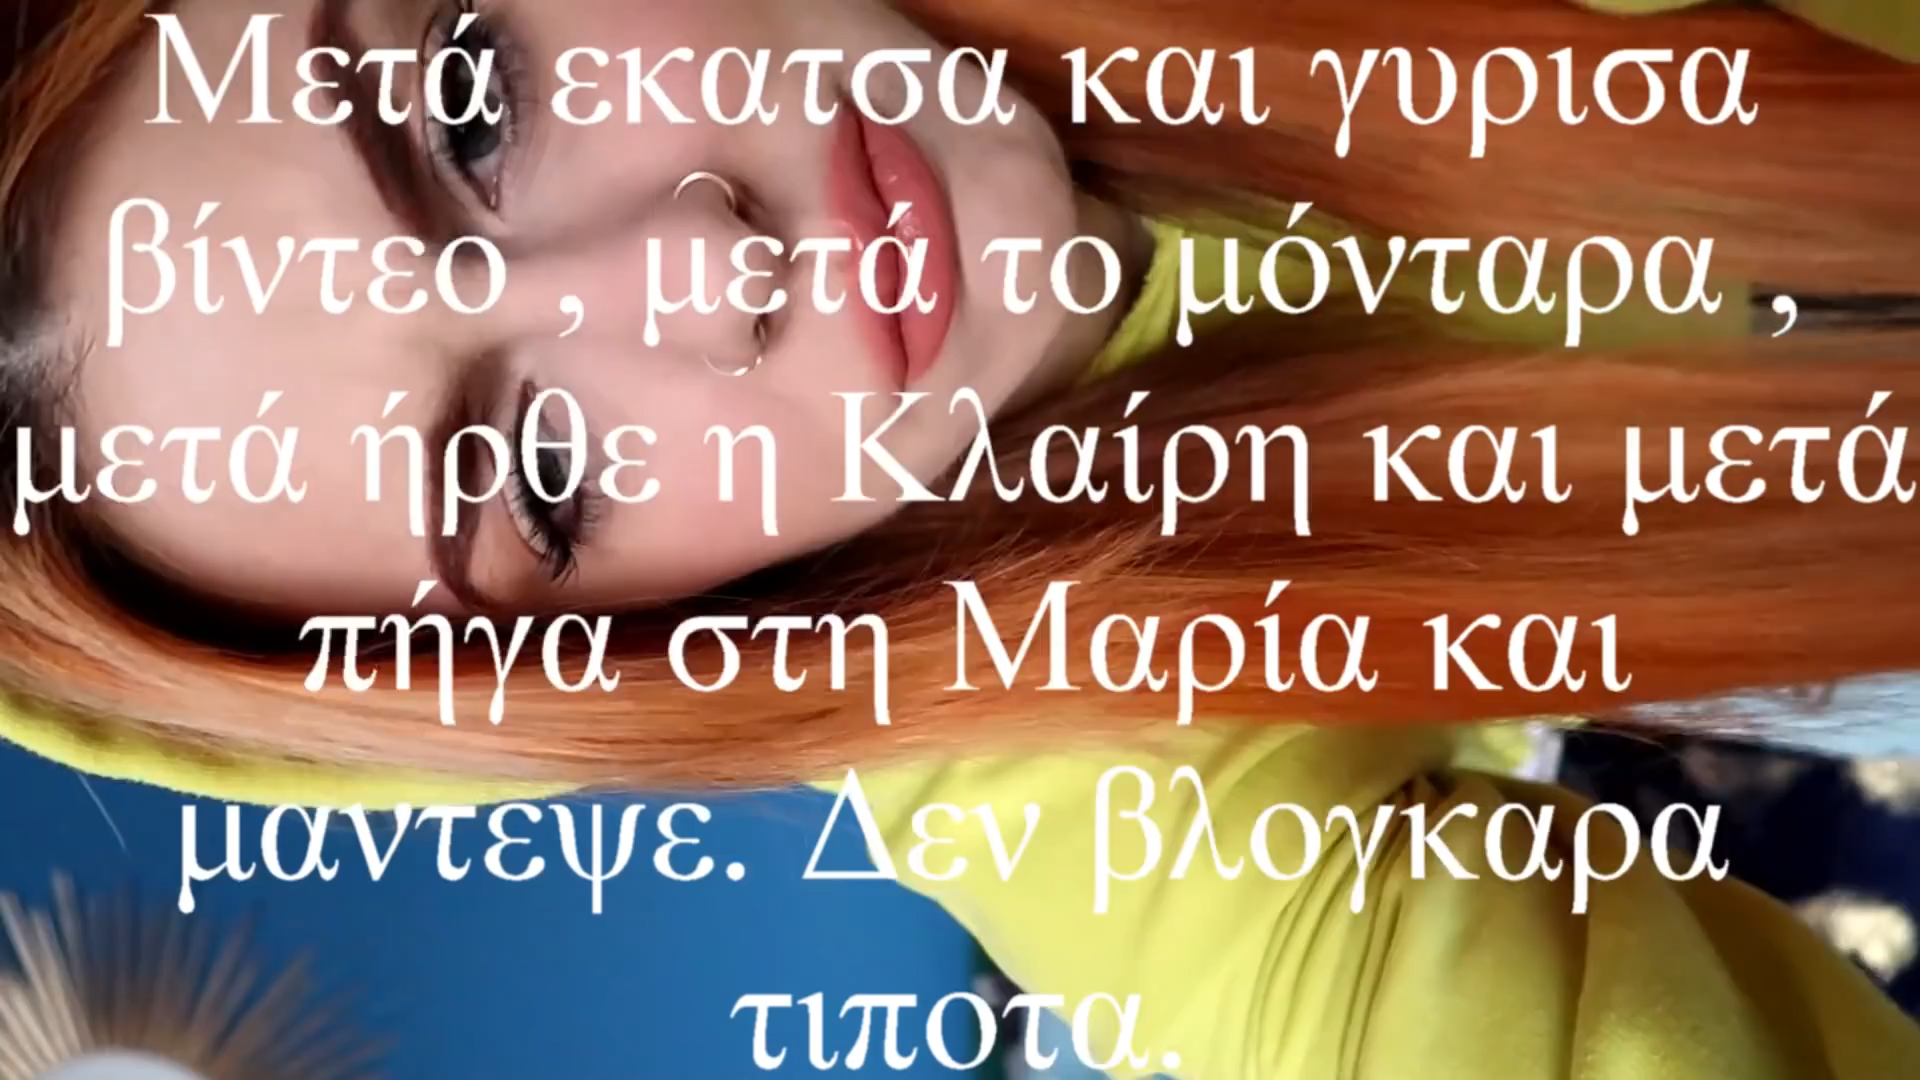 Μετά εκατσα και γυρισα
βίντεο , μετά το μόνταρα ,
μετά ήρθε η Κλαίρη και μετά
πήγα στη Μαρία και
μαντεψε. Δεν βλογκαρα
τιποτα.